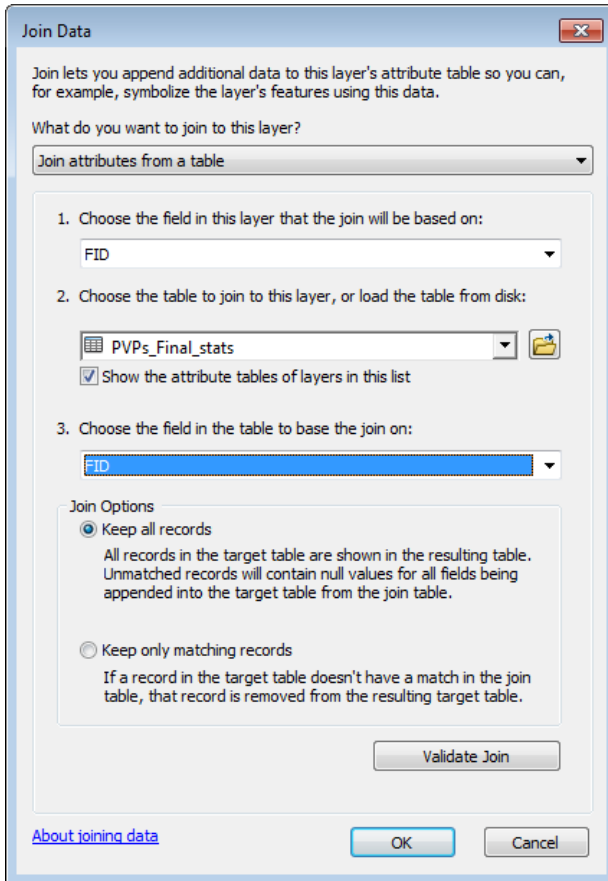 Join Data
Join lets you append additional data to this layer's attribute table so you can,
for example, symbolize the layer's features using this data.
What do you want to join to this layer?
Join attributes from a table
1. Choose the field in this layer that the join will be based on:
FID
2. Choose the table to join to this layer, or load the table from disk:
PVPs_Final_stats
Show the attribute tables of layers in this list
3. Choose the field in the table to base the join on:
FID
Join Options
Keep all records
All records in the target table are shown in the resulting table.
Unmatched records will contain null values for all fields being
appended into the target table from the join table.
Keep only matching records
If a record in the target table doesn't have a match in the join
table, that record is removed from the resulting target table.
Validate Join
About joining data
OK
Cancel